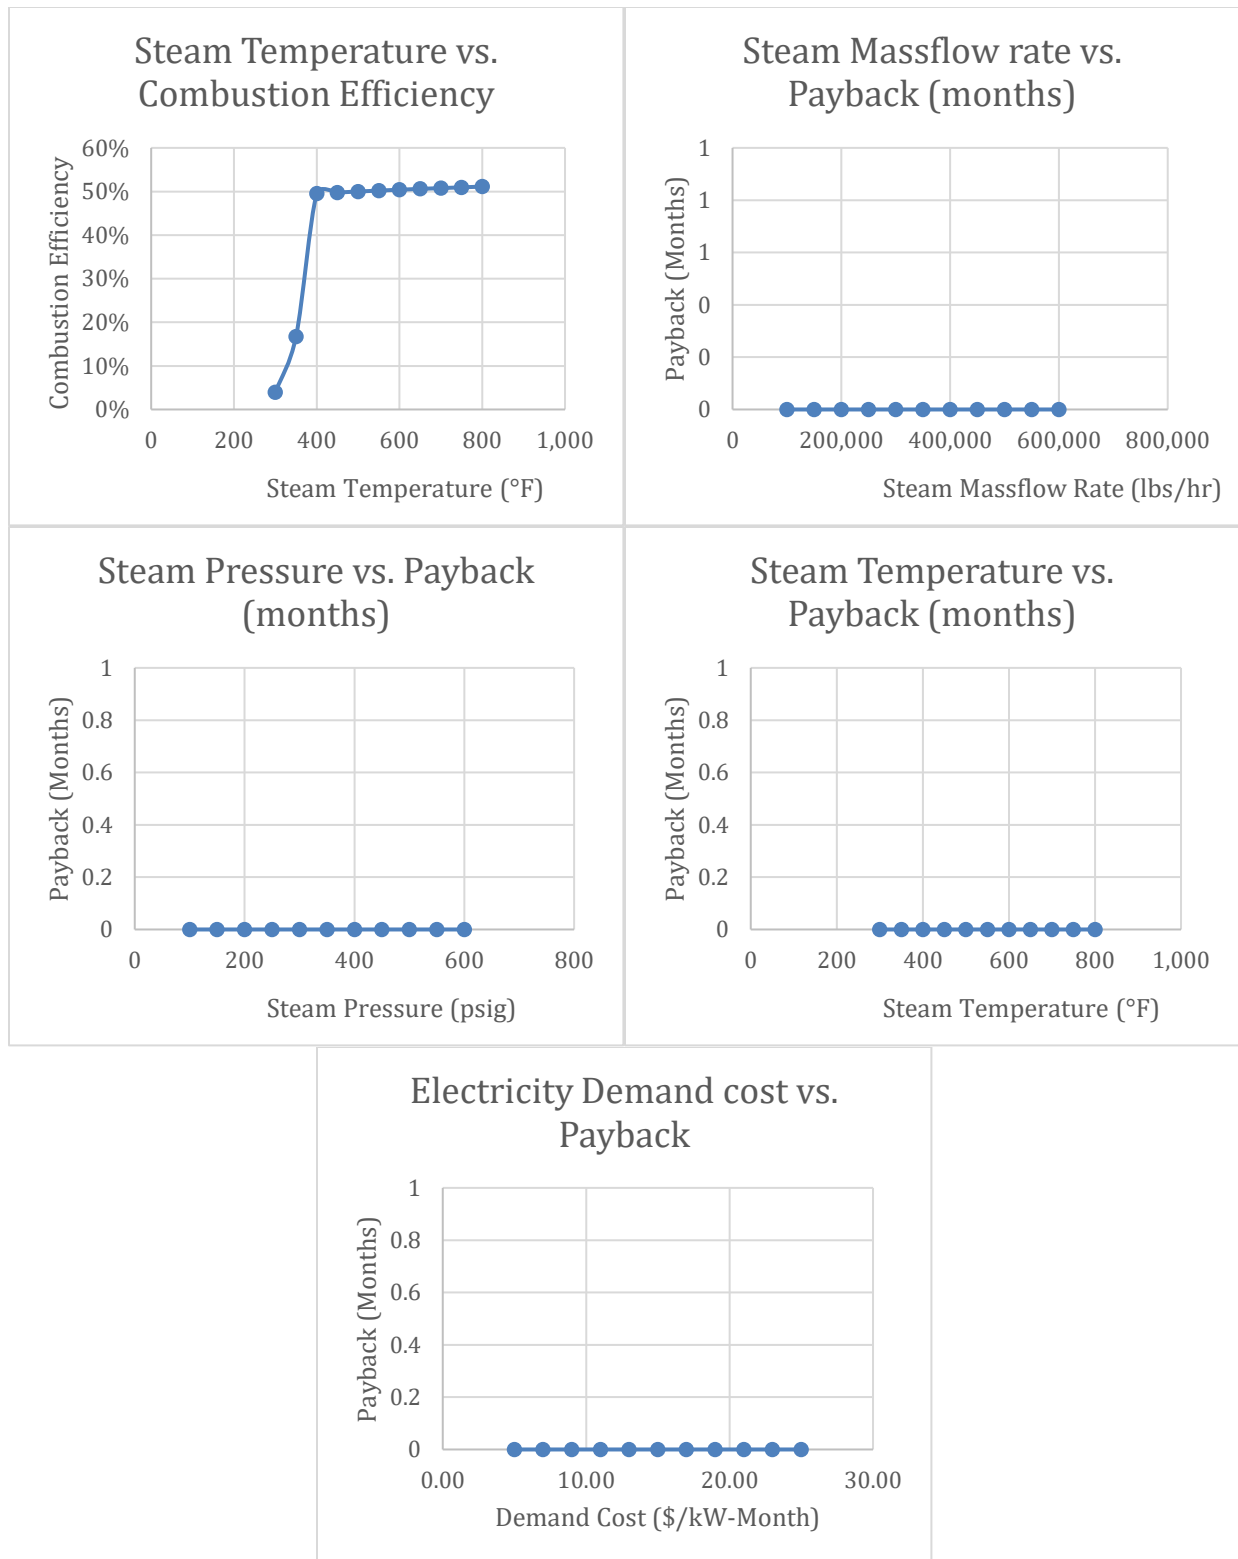 Steam Temperature vs.
Combustion Efficiency
Combustion Efficiency
60%
50%
40%
30%
20%
10%
0%
0 200 400 600 800 1,000
Steam Temperature (°F)
Steam Massflow rate vs.
Payback (months)
Payback (Months)
1
1
1
0
0
0
0 200,000 400,000 600,000 800,000
Steam Massflow Rate (lbs/hr)
Steam Pressure vs. Payback
(months)
Payback (Months)
1
0.8
0.6
0.4
0.2
0
0 200 400 600 800
Steam Pressure (psig)
Steam Temperature vs.
Payback (months)
Payback (Months)
1
0.8
0.6
0.4
0.2
0
0 200 400 600 800 1,000
Steam Temperature (°F)
Electricity Demand cost vs.
Payback
Payback (Months)
1
0.8
0.6
0.4
0.2
0
0.00 10.00 20.00 30.00
Demand Cost ($/kW-Month)